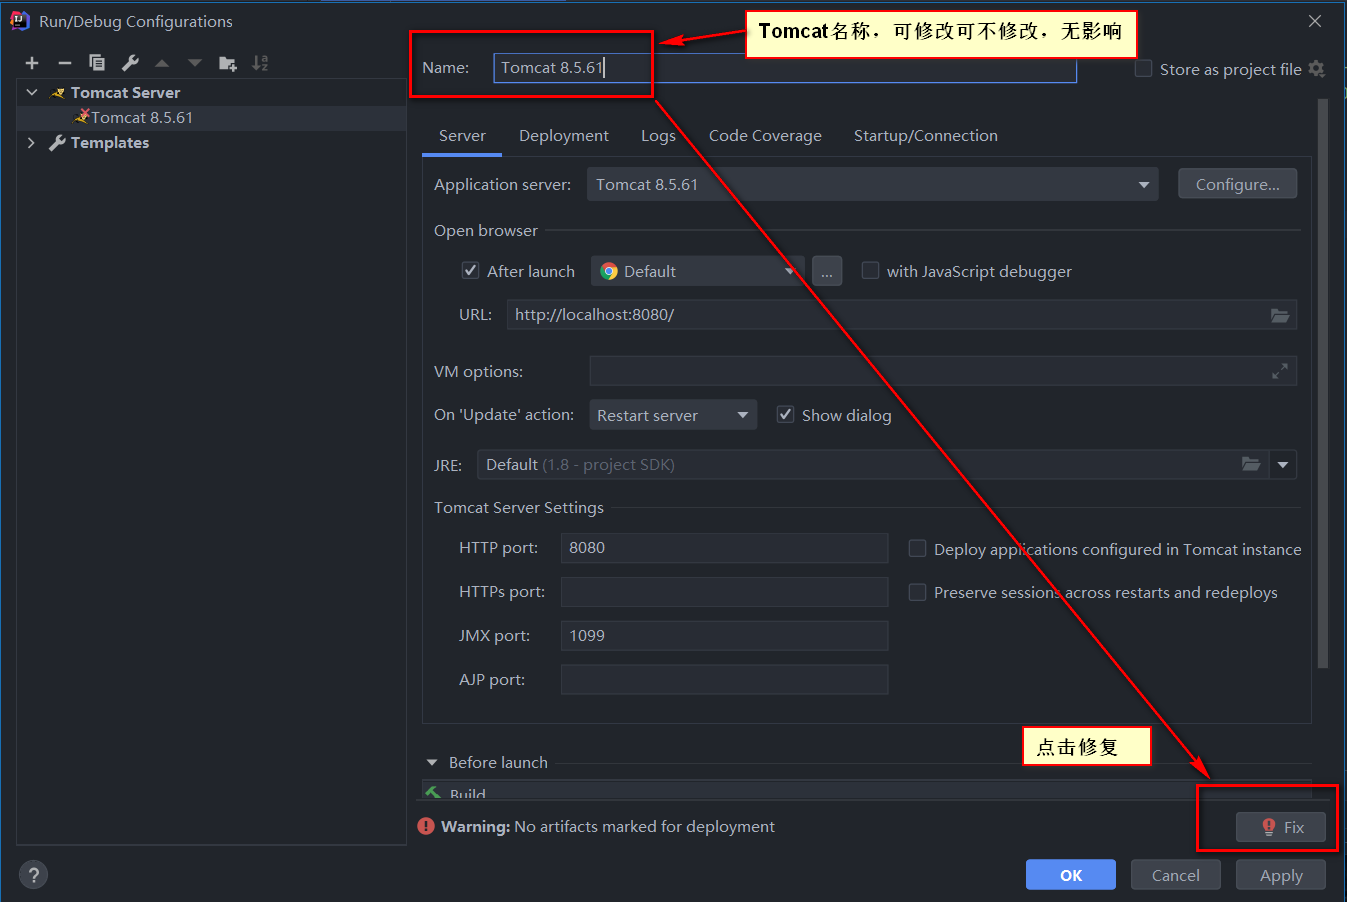 Run/Debug Configurations
Tomcat名称，可修改可不修改，无影响
Name: Tomcat 8.5.61
Store as project file
Tomcat Server
Tomcat 8.5.61
Templates
Server Deployment Logs Code Coverage Startup/Connection
Application server: Tomcat 8.5.61 Configure...
Open browser
After launch Default ... with JavaScript debugger
URL: http://localhost:8080/
VM options:
On 'Update' action: Restart server Show dialog
JRE: Default (1.8 - project SDK)
Tomcat Server Settings
HTTP port: 8080 Deploy applications configured in Tomcat instance
HTTPs port: Preserve sessions across restarts and redeploys
JMX port: 1099
AJP port:
点击修复
Before launch
Build
Warning: No artifacts marked for deployment
Fix
? OK Cancel Apply